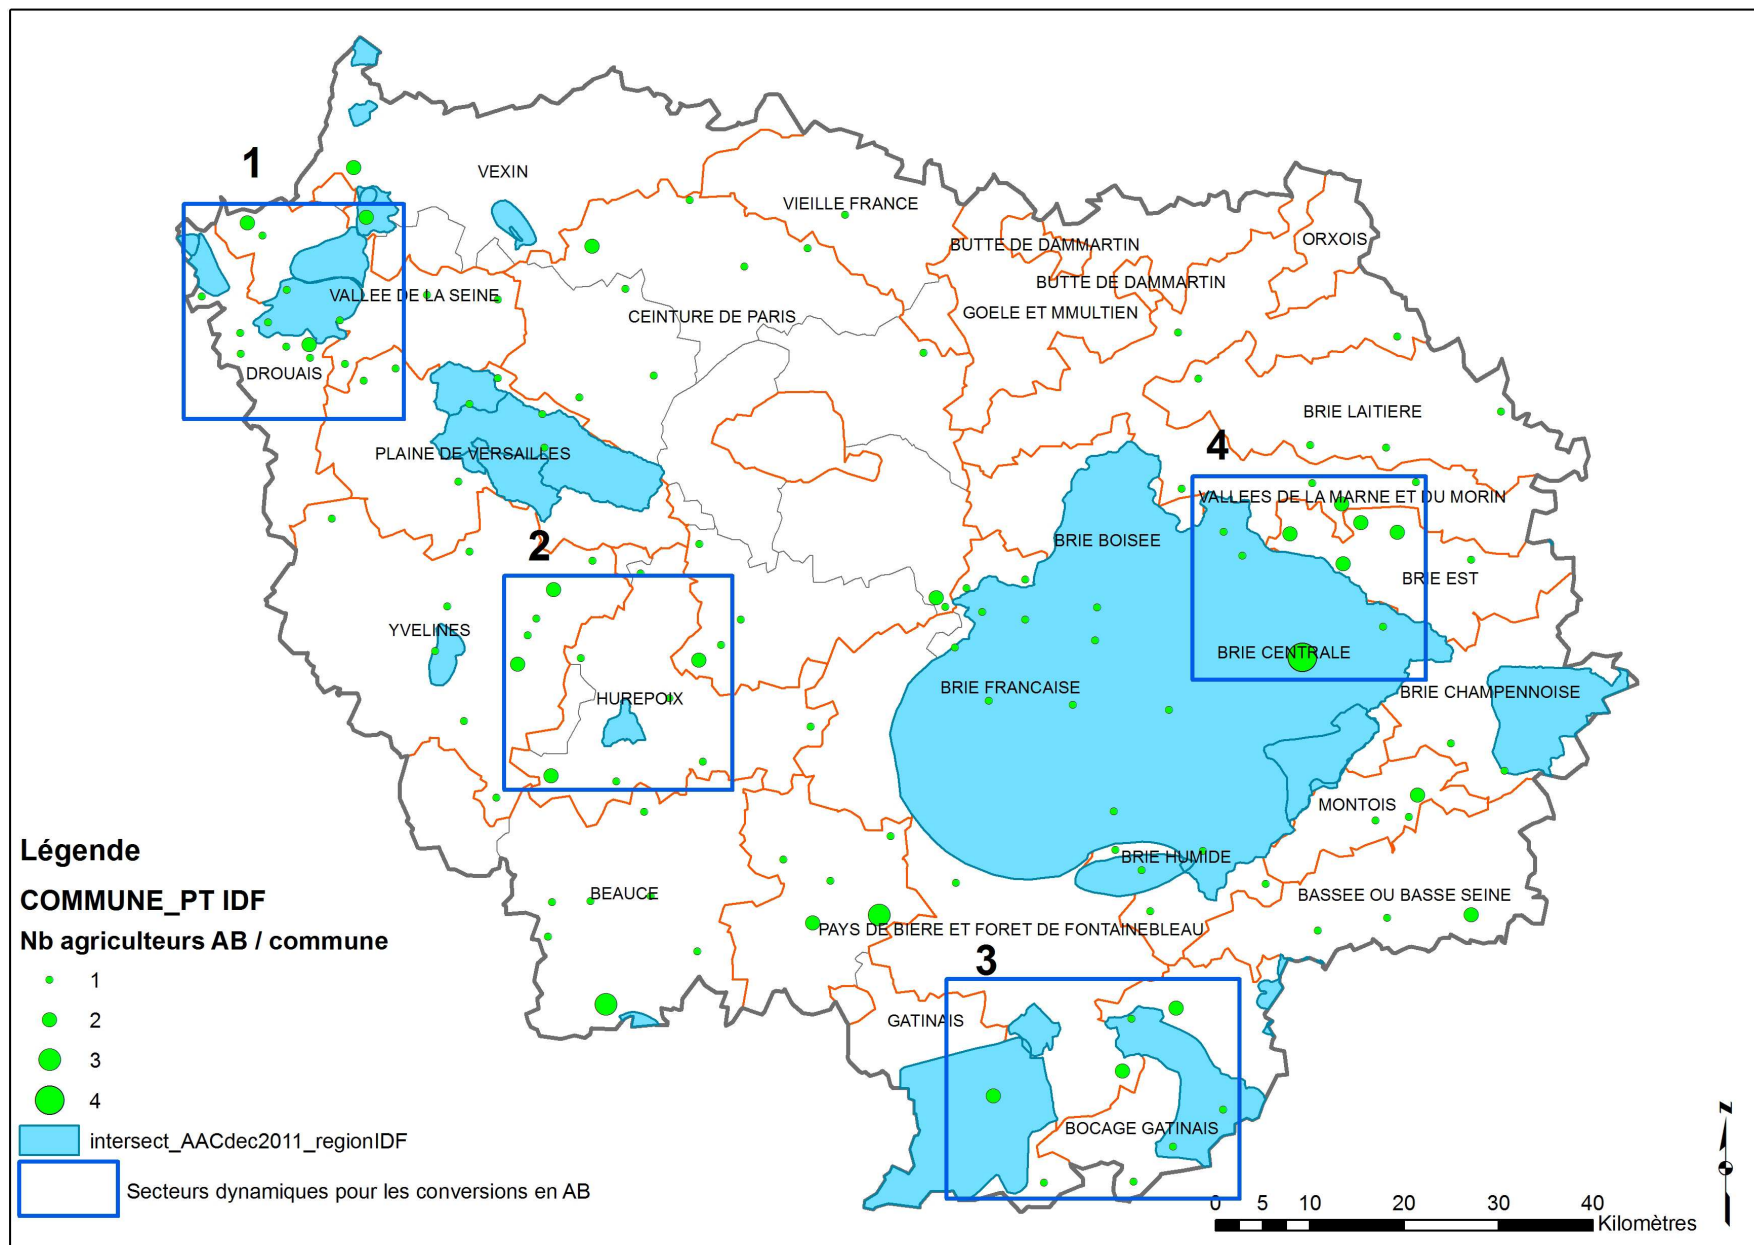 1
VEXIN
VIEILLE FRANCE
BUTTE DE DAMMARTIN
ORXOIS
BUTTE DE DAMMARTIN
VALLEE DE LA SEINE
CEINTURE DE PARIS
GOELE ET MMULTIEN
DROUAIS
BRIE LAITIERE
PLAINE DE VERSAILLES
4
VALLEES DE LA MARNE ET DU MORIN
2
BRIE BOISEE
BRIE EST
YVELINES
BRIE CENTRALE
HUREPOIX
BRIE FRANCAISE
BRIE CHAMPENNOISE
MONTOIS
BRIE HUMIDE
BEAUCE
BASSEE OU BASSE SEINE
PAYS DE BIERE ET FORET DE FONTAINEBLEAU
3
GATINAIS
BOCAGE GATINAIS
Légende
COMMUNE_PT IDF
Nb agriculteurs AB / commune
1
2
3
4
intersect_AACdec2011_regionIDF
Secteurs dynamiques pour les conversions en AB
N
0 5 10 20 30 40
Kilomètres